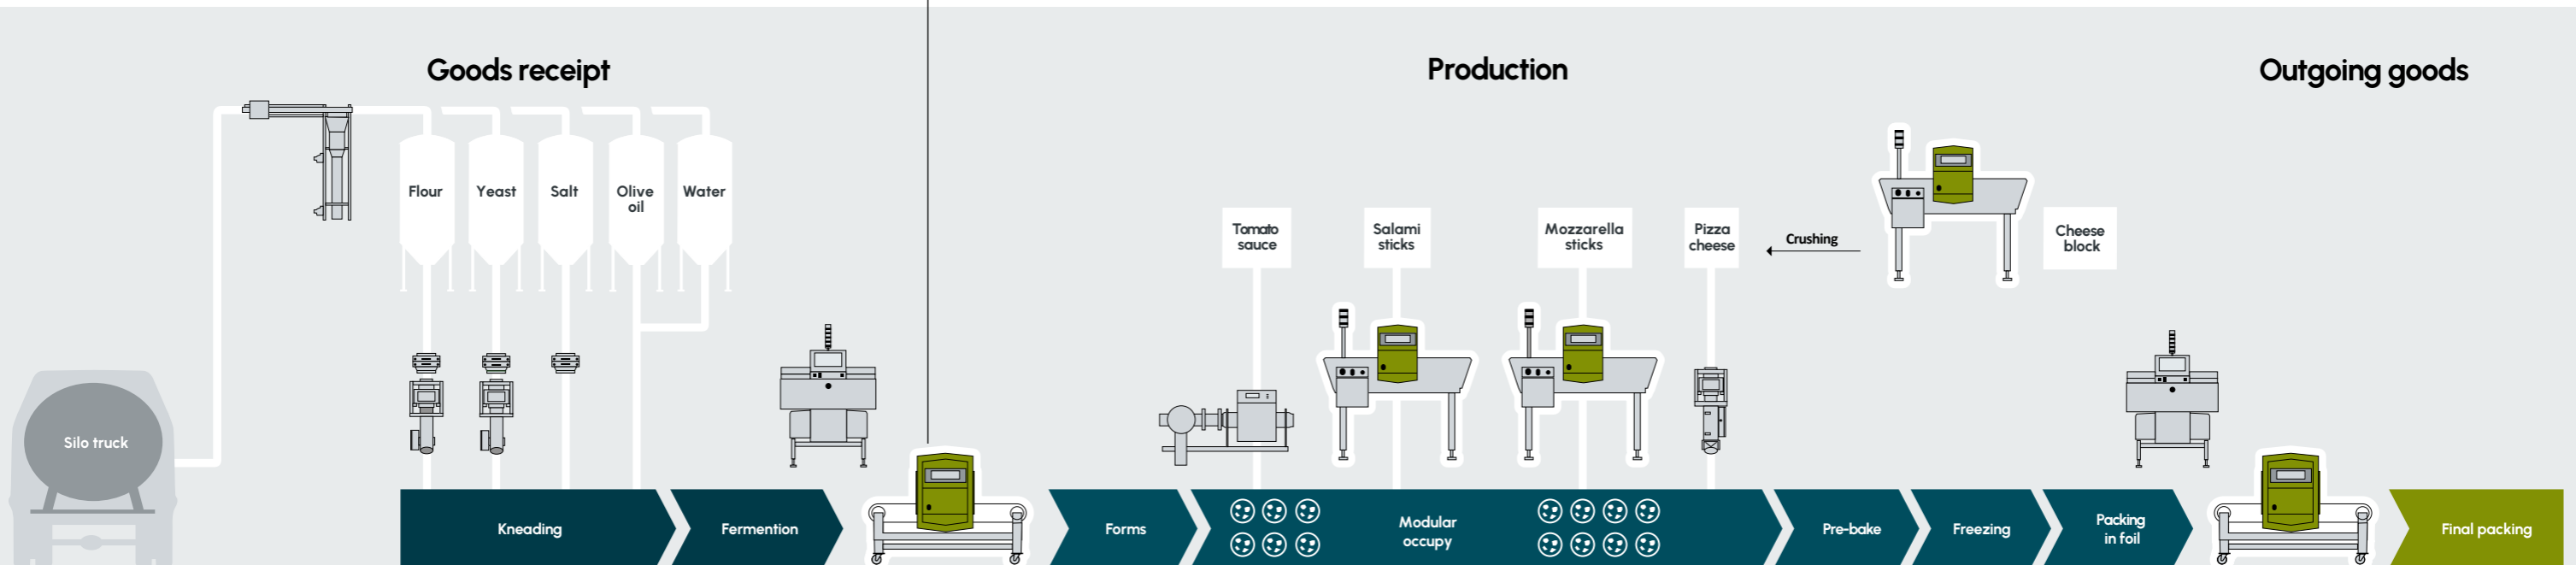 Goods receipt
Production
Outgoing goods
Flour
Yeast
Salt
Olive
oil
Water
Tomato
sauce
Salami
sticks
Mozzarella
sticks
Pizza
cheese
Crushing
Cheese
block
Silo truck
Kneading
Fermention
Forms
Modular
occupy
Pre-bake
Freezing
Packing
in foil
Final packing